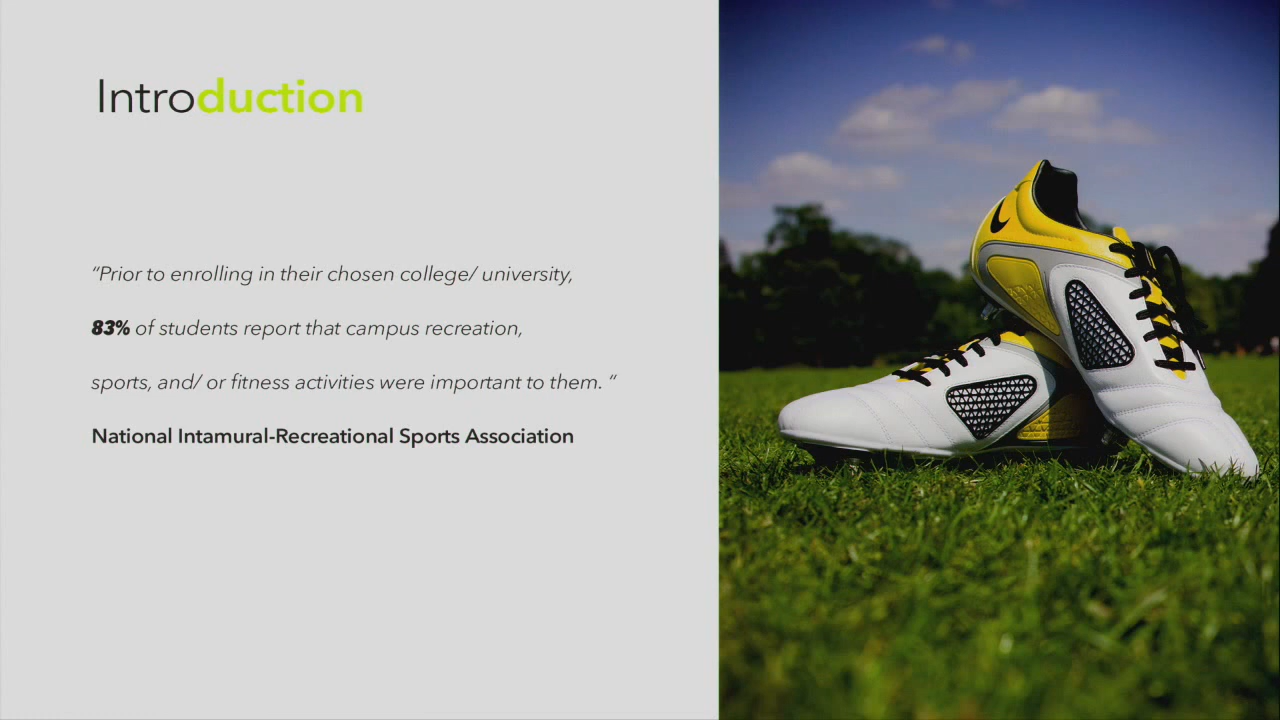 Introduction
“Prior to enrolling in their chosen college/ university,
83% of students report that campus recreation,
sports, and/ or fitness activities were important to them. “
National Intamural-Recreational Sports Association